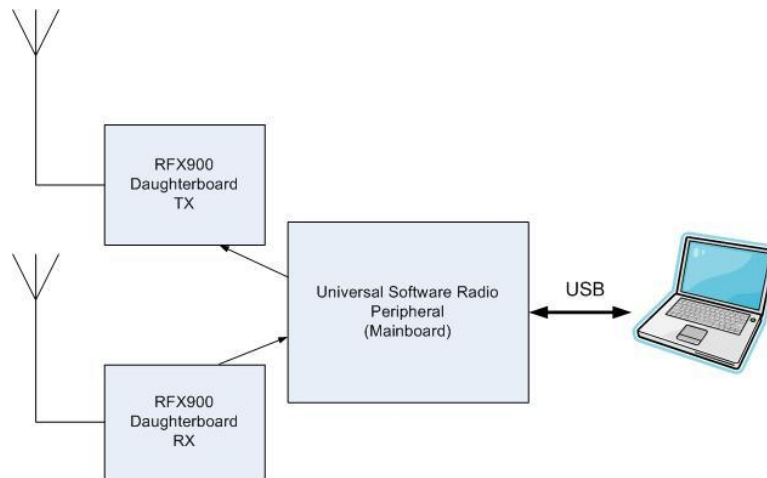 RFX900
Daughterboard
TX
Universal Software Radio
Peripheral
(Mainboard)
USB
RFX900
Daughterboard
RX